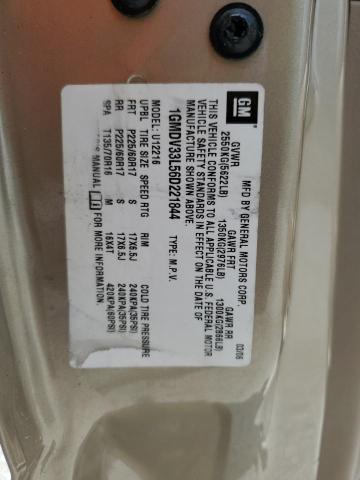 GM
MFD BY GENERAL MOTORS CORP. 03/06
GVWR GAWR FRT GAWR RR
2550KG(5622LB) 1350KG(2976LB) 1300KG(2866LB)
THIS VEHICLE CONFORMS TO ALL APPLICABLE U.S. FEDERAL MOTOR
VEHICLE SAFETY STANDARDS IN EFFECT ON THE DATE OF
MANUFACTURE SHOWN ABOVE.
1GMDV33L56D221844 TYPE: M.P.V.
MODEL: U12216
UPBL TIRE SIZE SPEED RTG RIM COLD TIRE PRESSURE
FRT P225/60R17 S 17X6.5J 240KPA(35PSI)
RR P225/60R17 S 17X6.5J 240KPA(35PSI)
SPA T135/70R16 M 16X4T 420KPA(60PSI)
MANUAL FOR MORE INFORMATION